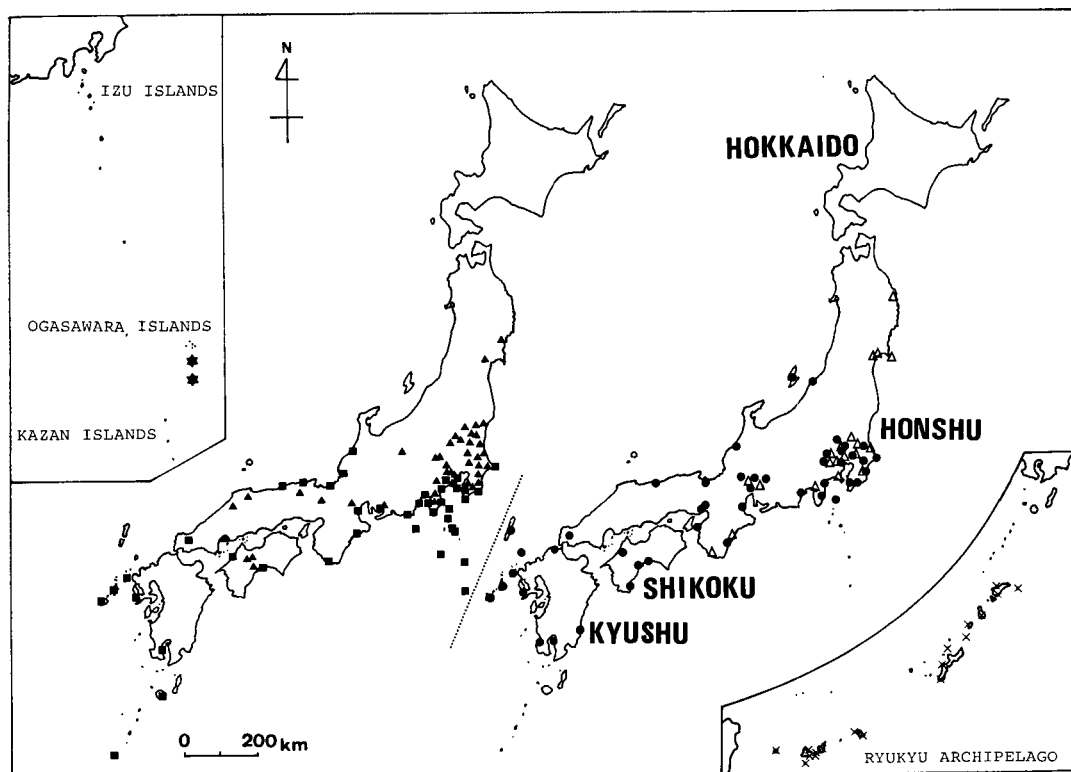 N
IZU ISLANDS
HOKKAIDO
OGASAWARA ISLANDS
KAZAN ISLANDS
HONSHU
SHIKOKU
KYUSHU
0 200 km
RYUKYU ARCHIPELAGO